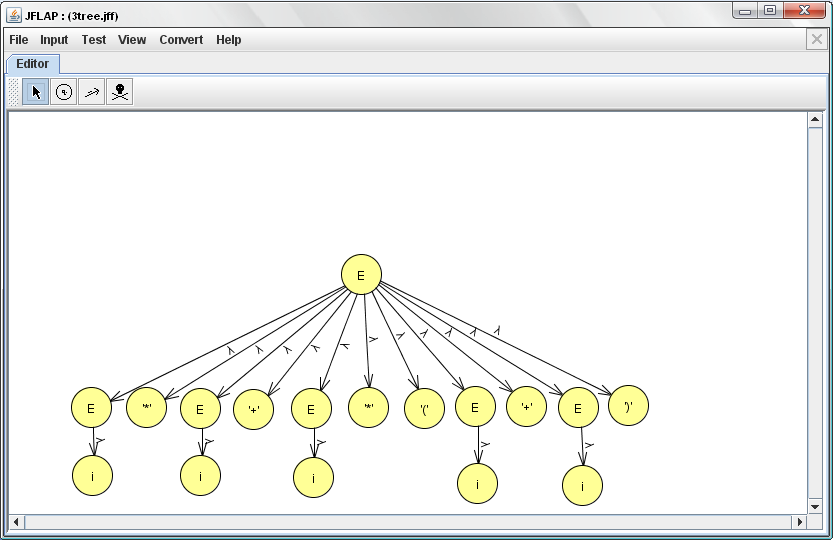 JFLAP : (3tree.jff)
File Input Test View Convert Help
Editor
q
E
λ λ λ λ λ λ λ λ λ λ λ
E '*' E '+' E '*' '(' E '+' E ')'
λ λ λ λ λ
i i i i i